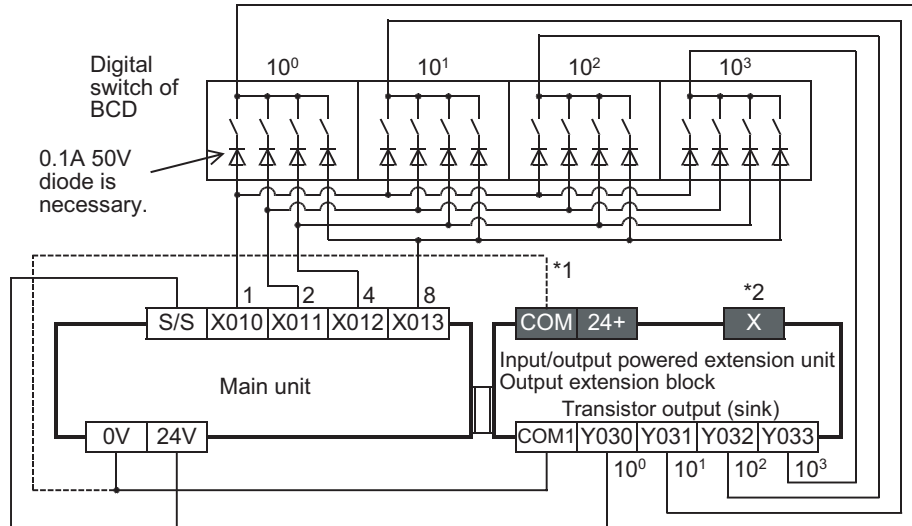 Digital
switch of
BCD
10⁰ 10¹ 10² 10³
0.1A 50V
diode is
necessary.
*1
1 2 4 8 *2
S/S X010 X011 X012 X013 COM 24+ X
Input/output powered extension unit
Main unit Output extension block
Transistor output (sink)
0V 24V COM1 Y030 Y031 Y032 Y033
10⁰ 10¹ 10² 10³